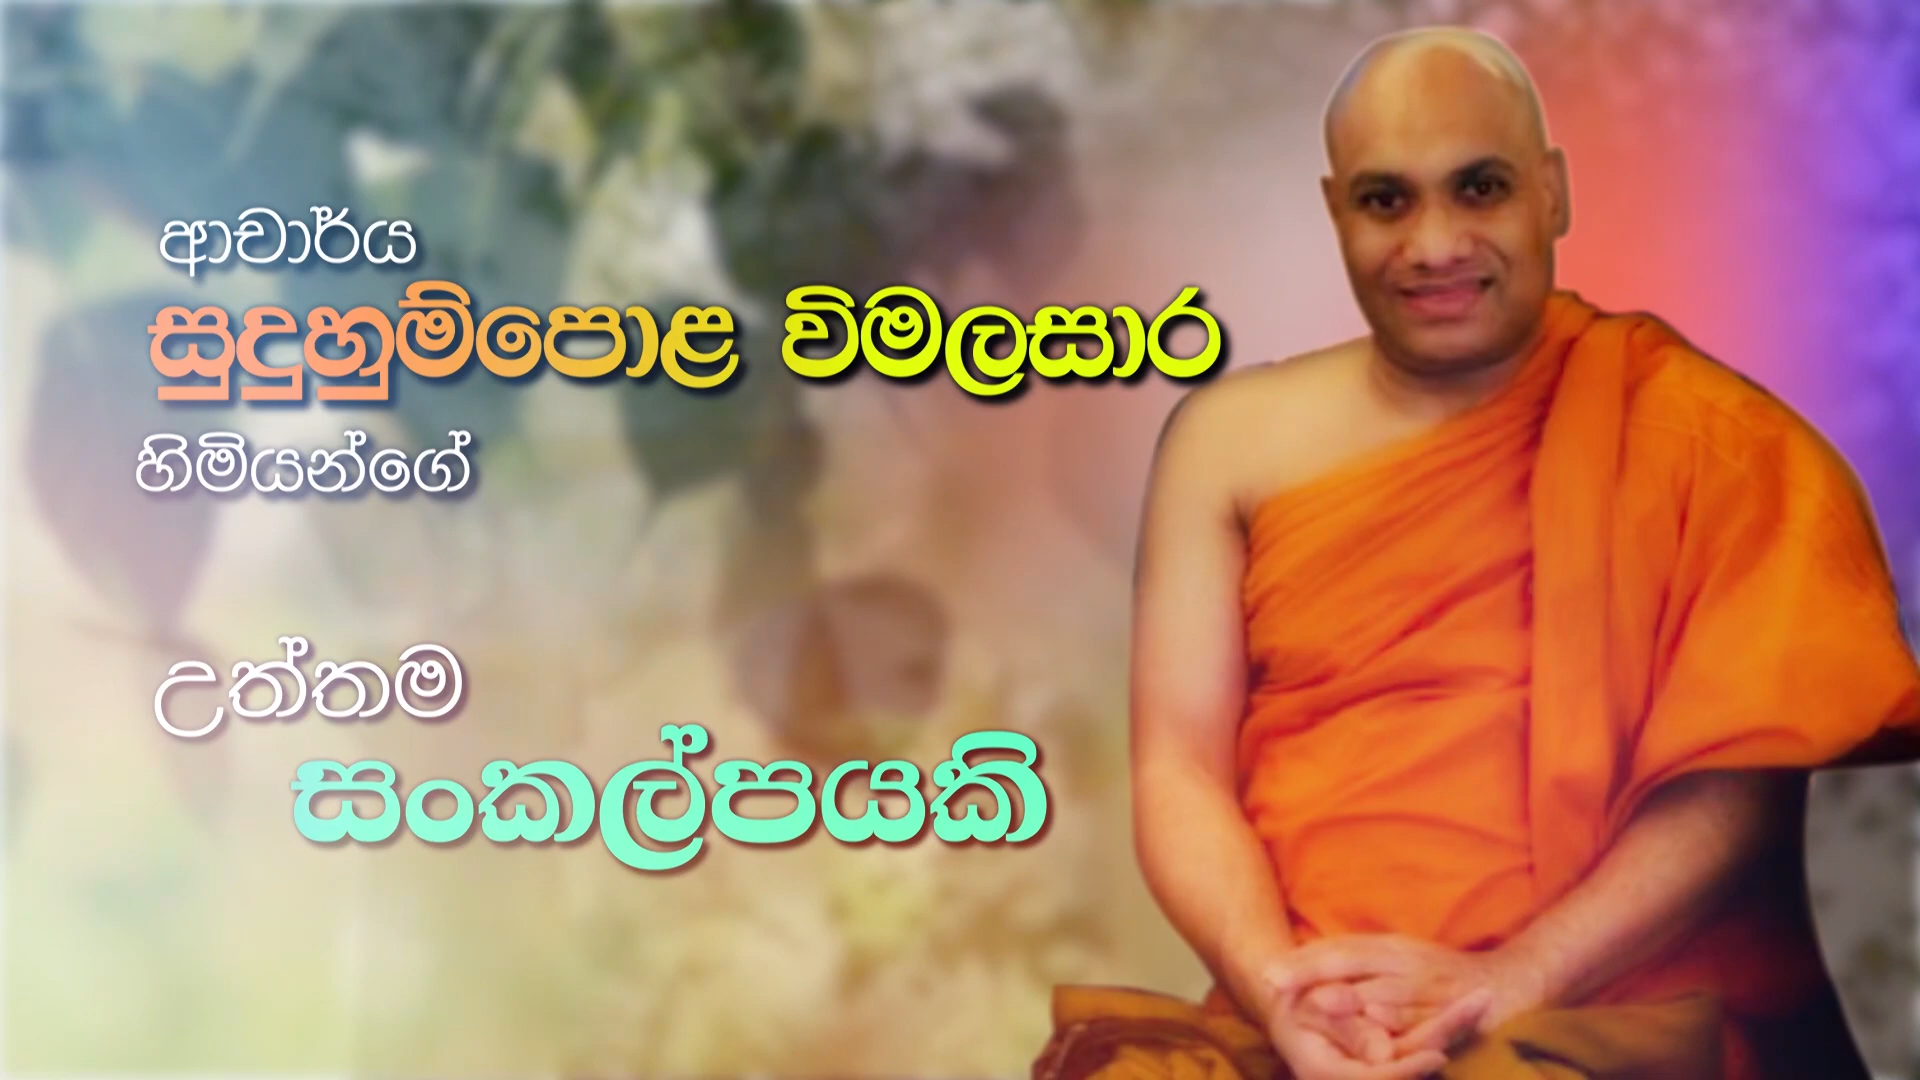 ආචාර්ය
සුදුහුම්පොළ විමලසාර
හිමියන්ගේ
උත්තම
සංකල්පයකි